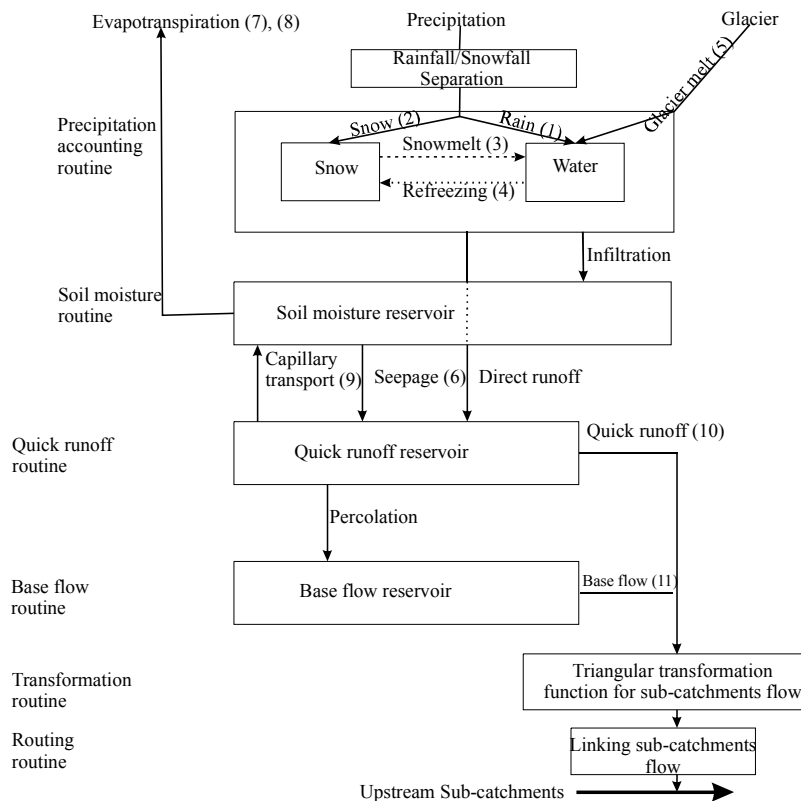 Evapotranspiration (7), (8)
Precipitation
Glacier
Rainfall/Snowfall
Separation
Glacier melt (5)
Precipitation
accounting
routine
Snow (2)
Rain (1)
Snowmelt (3)
Snow
Water
Refreezing (4)
Infiltration
Soil moisture
routine
Soil moisture reservoir
Capillary
transport (9)
Seepage (6)
Direct runoff
Quick runoff
routine
Quick runoff reservoir
Quick runoff (10)
Percolation
Base flow
routine
Base flow reservoir
Base flow (11)
Transformation
routine
Triangular transformation
function for sub-catchments flow
Routing
routine
Linking sub-catchments
flow
Upstream Sub-catchments